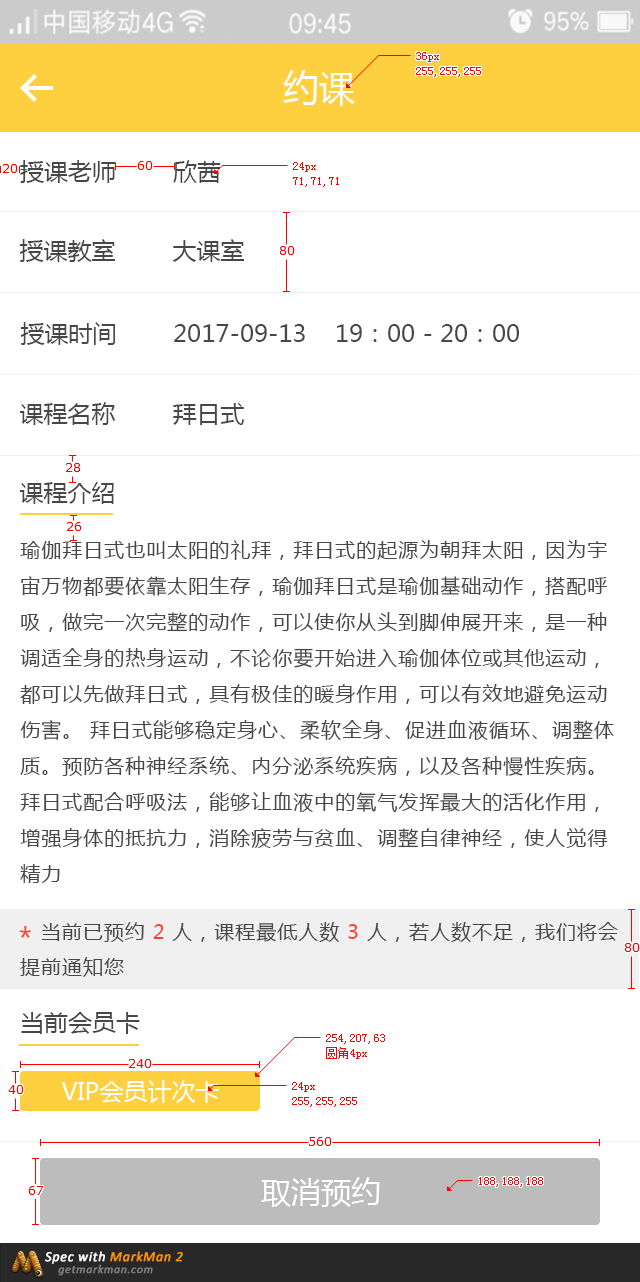 中国移动4G 09:45 95%
约课
36px
255, 255, 255
20 授课老师 60 欣茜
24px
71, 71, 71
授课教室 大课室
80
授课时间 2017-09-13 19：00 - 20：00
课程名称 拜日式
28
课程介绍
26
瑜伽拜日式也叫太阳的礼拜，拜日式的起源为朝拜太阳，因为宇
宙万物都要依靠太阳生存，瑜伽拜日式是瑜伽基础动作，搭配呼
吸，做完一次完整的动作，可以使你从头到脚伸展开来，是一种
调适全身的热身运动，不论你要开始进入瑜伽体位或其他运动，
都可以先做拜日式，具有极佳的暖身作用，可以有效地避免运动
伤害。 拜日式能够稳定身心、柔软全身、促进血液循环、调整体
质。预防各种神经系统、内分泌系统疾病，以及各种慢性疾病。
拜日式配合呼吸法，能够让血液中的氧气发挥最大的活化作用，
增强身体的抵抗力，消除疲劳与贫血、调整自律神经，使人觉得
精力
* 当前已预约 2 人，课程最低人数 3 人，若人数不足，我们将会
提前通知您
80
当前会员卡
254, 207, 63
圆角4px
240
40 VIP会员计次卡
24px
255, 255, 255
560
67 取消预约
188, 188, 188
Spec with MarkMan 2
getmarkman.com